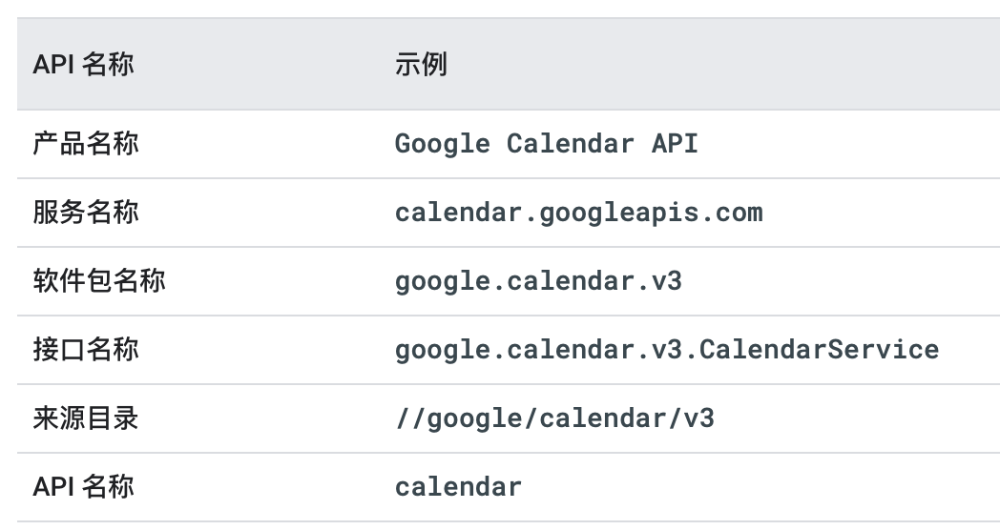 API 名称 示例
产品名称 Google Calendar API
服务名称 calendar.googleapis.com
软件包名称 google.calendar.v3
接口名称 google.calendar.v3.CalendarService
来源目录 //google/calendar/v3
API 名称 calendar